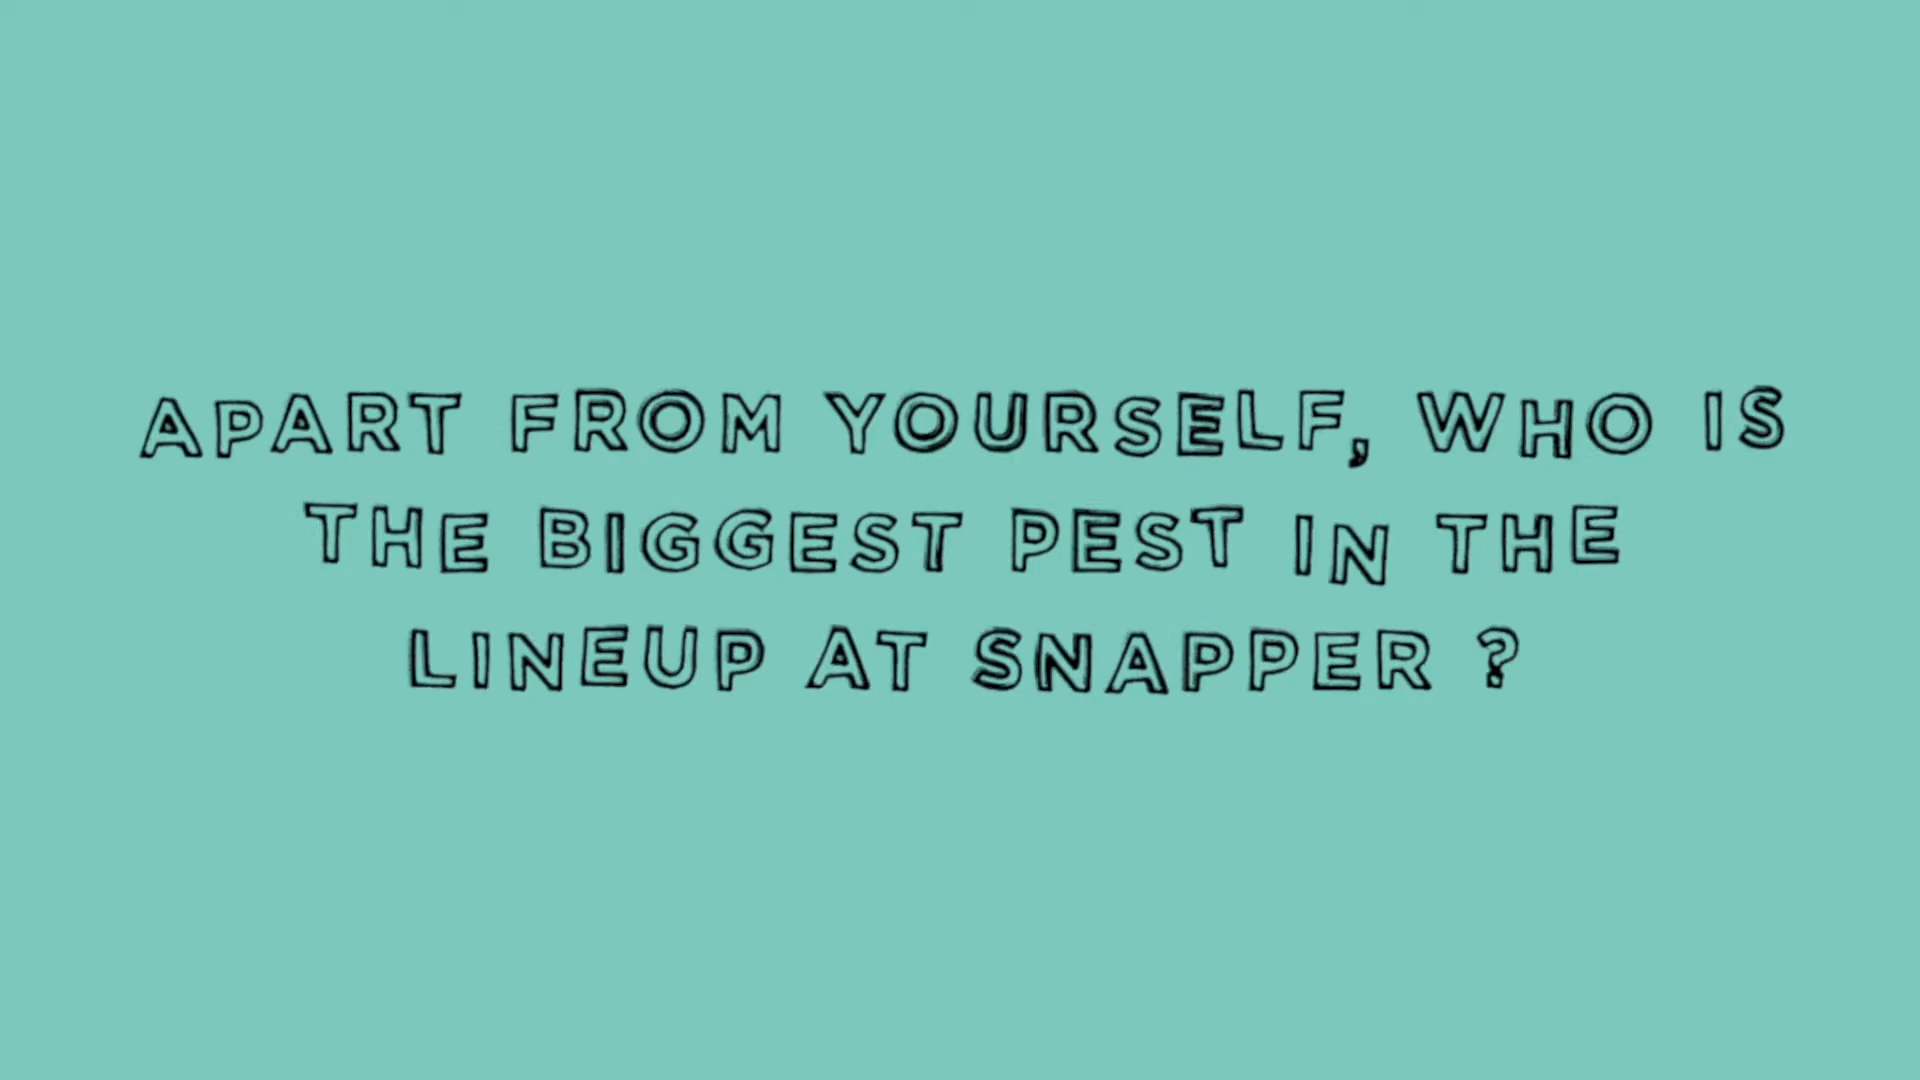 APART FROM YOURSELF, WHO IS
THE BIGGEST PEST IN THE
LINEUP AT SNAPPER ?